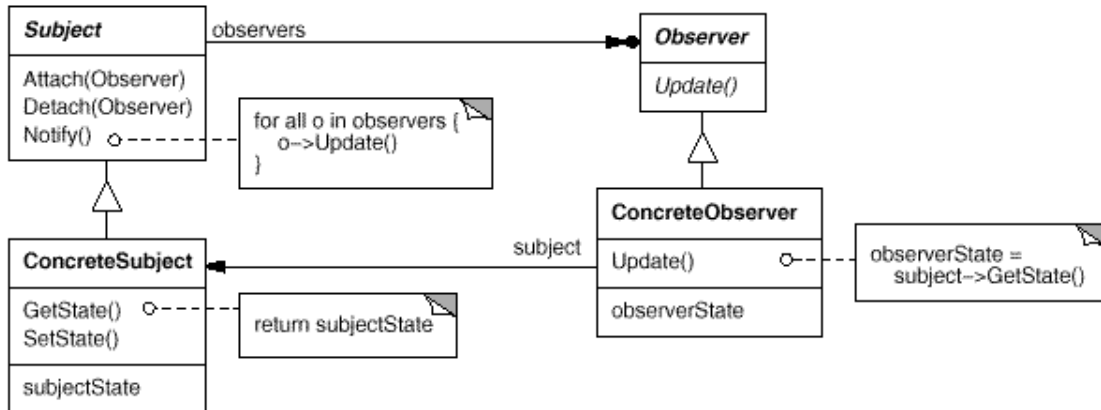 Subject
Attach(Observer)
Detach(Observer)
Notify()
observers
for all o in observers {
o->Update()
}
Observer
Update()
ConcreteSubject
GetState()
SetState()
subjectState
return subjectState
subject
ConcreteObserver
Update()
observerState
observerState =
subject->GetState()